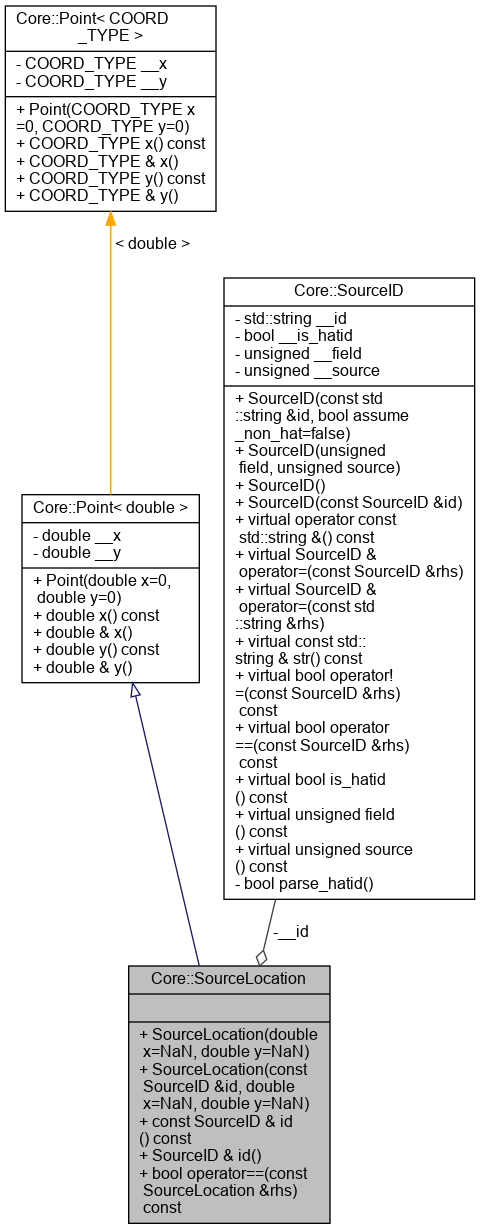 Core::Point< COORD
_TYPE >
- COORD_TYPE __x
- COORD_TYPE __y
+ Point(COORD_TYPE x
=0, COORD_TYPE y=0)
+ COORD_TYPE x() const
+ COORD_TYPE & x()
+ COORD_TYPE y() const
+ COORD_TYPE & y()
< double >
Core::SourceID
- std::string __id
- bool __is_hatid
- unsigned __field
- unsigned __source
+ SourceID(const std
::string &id, bool assume
_non_hat=false)
+ SourceID(unsigned
field, unsigned source)
+ SourceID()
+ SourceID(const SourceID &id)
+ virtual operator const
std::string &() const
+ virtual SourceID &
operator=(const SourceID &rhs)
+ virtual SourceID &
operator=(const std
::string &rhs)
+ virtual const std::
string & str() const
+ virtual bool operator!
=(const SourceID &rhs)
const
+ virtual bool operator
==(const SourceID &rhs)
const
+ virtual bool is_hatid
() const
+ virtual unsigned field
() const
+ virtual unsigned source
() const
- bool parse_hatid()
Core::Point< double >
- double __x
- double __y
+ Point(double x=0,
double y=0)
+ double x() const
+ double & x()
+ double y() const
+ double & y()
-__id
Core::SourceLocation
+ SourceLocation(double
x=NaN, double y=NaN)
+ SourceLocation(const
SourceID &id, double
x=NaN, double y=NaN)
+ const SourceID & id
() const
+ SourceID & id()
+ bool operator==(const
SourceLocation &rhs)
const